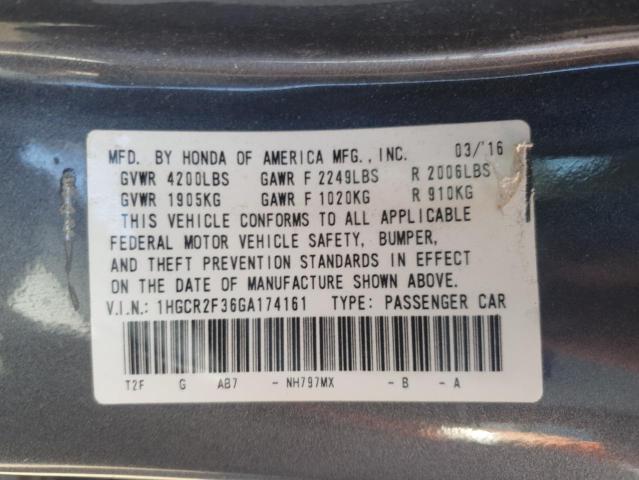 MFD. BY HONDA OF AMERICA MFG., INC. 03/'16
GVWR 4200LBS GAWR F 2249LBS R 2006LBS
GVWR 1905KG GAWR F 1020KG R 910KG
THIS VEHICLE CONFORMS TO ALL APPLICABLE
FEDERAL MOTOR VEHICLE SAFETY, BUMPER,
AND THEFT PREVENTION STANDARDS IN EFFECT
ON THE DATE OF MANUFACTURE SHOWN ABOVE.
V.I.N.: 1HGCR2F36GA174161 TYPE: PASSENGER CAR
T2F G AB7 - NH797MX - B - A